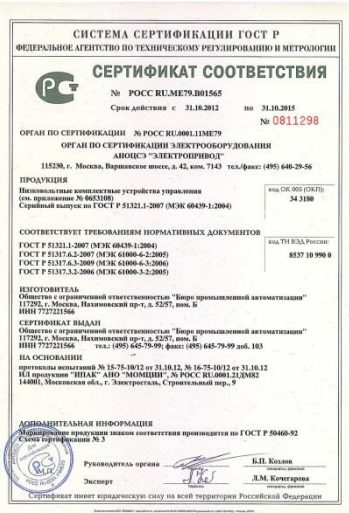 СИСТЕМА СЕРТИФИКАЦИИ ГОСТ Р
ФЕДЕРАЛЬНОЕ АГЕНТСТВО ПО ТЕХНИЧЕСКОМУ РЕГУЛИРОВАНИЮ И МЕТРОЛОГИИ
СЕРТИФИКАТ СООТВЕТСТВИЯ
№ РОСС RU.ME79.B01565
Срок действия с 31.10.2012 по 31.10.2015
№ 0811298
ОРГАН ПО СЕРТИФИКАЦИИ № РОСС RU.0001.11ME79
ОРГАН ПО СЕРТИФИКАЦИИ ЭЛЕКТРООБОРУДОВАНИЯ
АНОЦСЭ "ЭЛЕКТРОПРИВОД"
115230, г. Москва, Варшавское шоссе, д. 42, ком. 7143 тел./факс: (495) 640-29-56
ПРОДУКЦИЯ
Низковольтные комплектные устройства управления
(см. приложение № 0653108)
Серийный выпуск по ГОСТ Р 51321.1-2007 (МЭК 60439-1:2004)
код ОК 005 (ОКП):
34 3180
СООТВЕТСТВУЕТ ТРЕБОВАНИЯМ НОРМАТИВНЫХ ДОКУМЕНТОВ
ГОСТ Р 51321.1-2007 (МЭК 60439-1:2004)
ГОСТ Р 51317.6.2-2007 (МЭК 61000-6-2:2005)
ГОСТ Р 51317.6.3-2009 (МЭК 61000-6-3:2006)
ГОСТ Р 51317.3.2-2006 (МЭК 61000-3-2:2005)
код ТН ВЭД России:
8537 10 990 0
ИЗГОТОВИТЕЛЬ
Общество с ограниченной ответственностью "Бюро промышленной автоматизации"
117292, г. Москва, Нахимовский пр-т, д. 52/57, пом. Б
ИНН 7727221566
СЕРТИФИКАТ ВЫДАН
Общество с ограниченной ответственностью "Бюро промышленной автоматизации"
117292, г. Москва, Нахимовский пр-т, д. 52/57, пом. Б
ИНН 7727221566 тел.: (495) 645-79-99; факс: (495) 645-79-99 доб. 103
НА ОСНОВАНИИ
протоколы испытаний № 15-75-10/12 от 31.10.12, № 16-75-10/12 от 31.10.12
ИЛ продукции "ИПАК" АНО "МОМЦПИ", № РОСС RU.0001.21ДМ82
144001, Московская обл., г. Электросталь, Строительный пер., 9
ДОПОЛНИТЕЛЬНАЯ ИНФОРМАЦИЯ
Маркирование продукции знаком соответствия производится по ГОСТ Р 50460-92
Схема сертификации № 3
Руководитель органа
Б.П. Козлов
Эксперт
Л.М. Кочегарова
Сертификат имеет юридическую силу на всей территории Российской Федерации